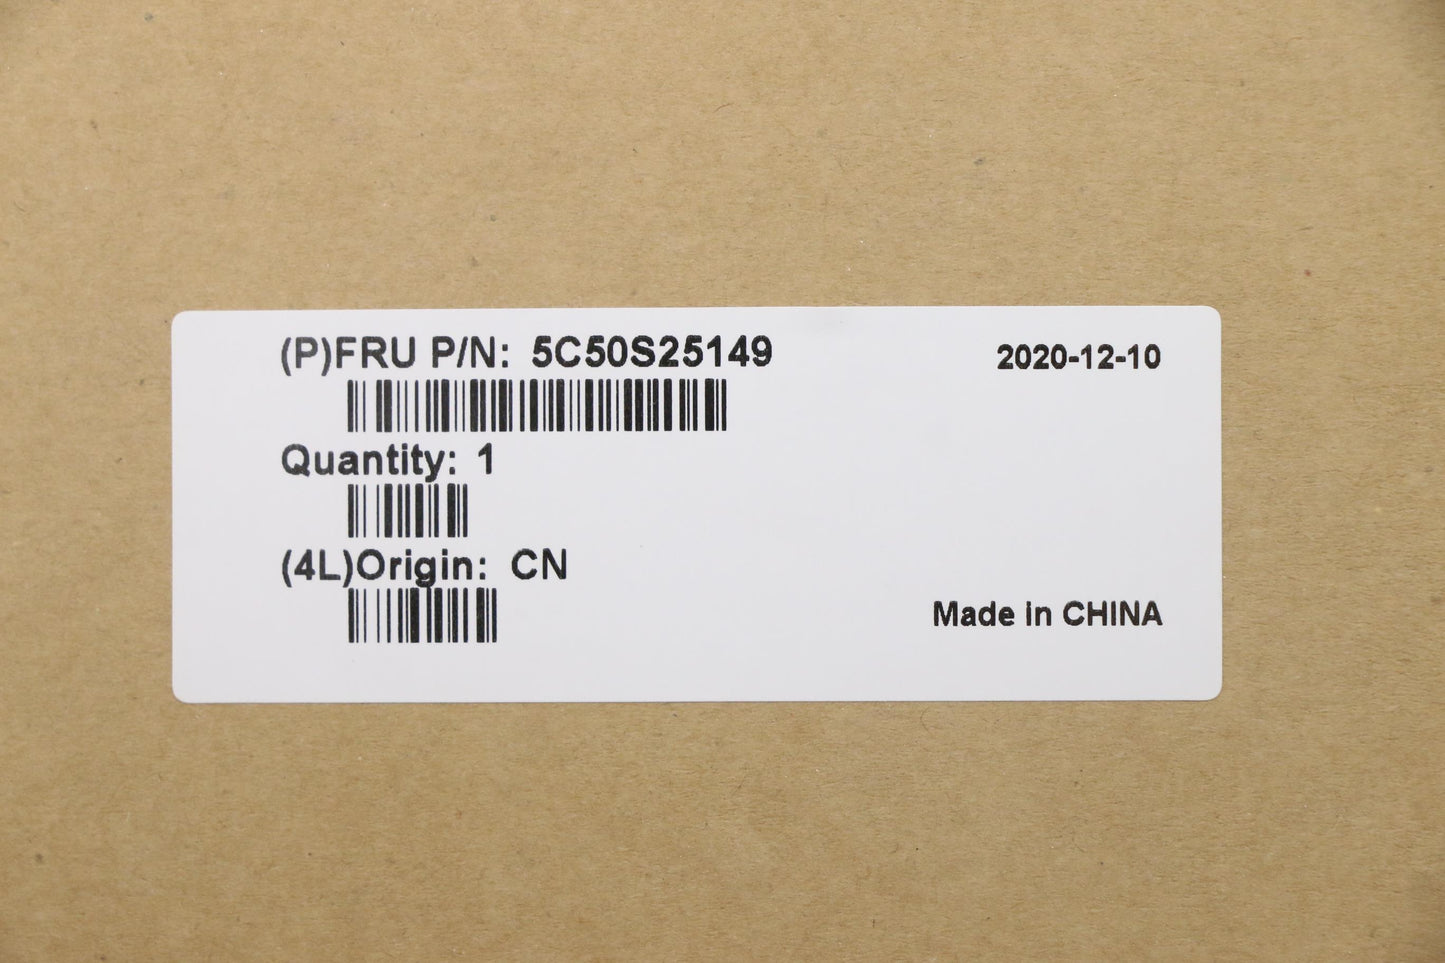 (P)FRU P/N: 5C50S25149
2020-12-10
Quantity: 1
(4L)Origin: CN
Made in CHINA